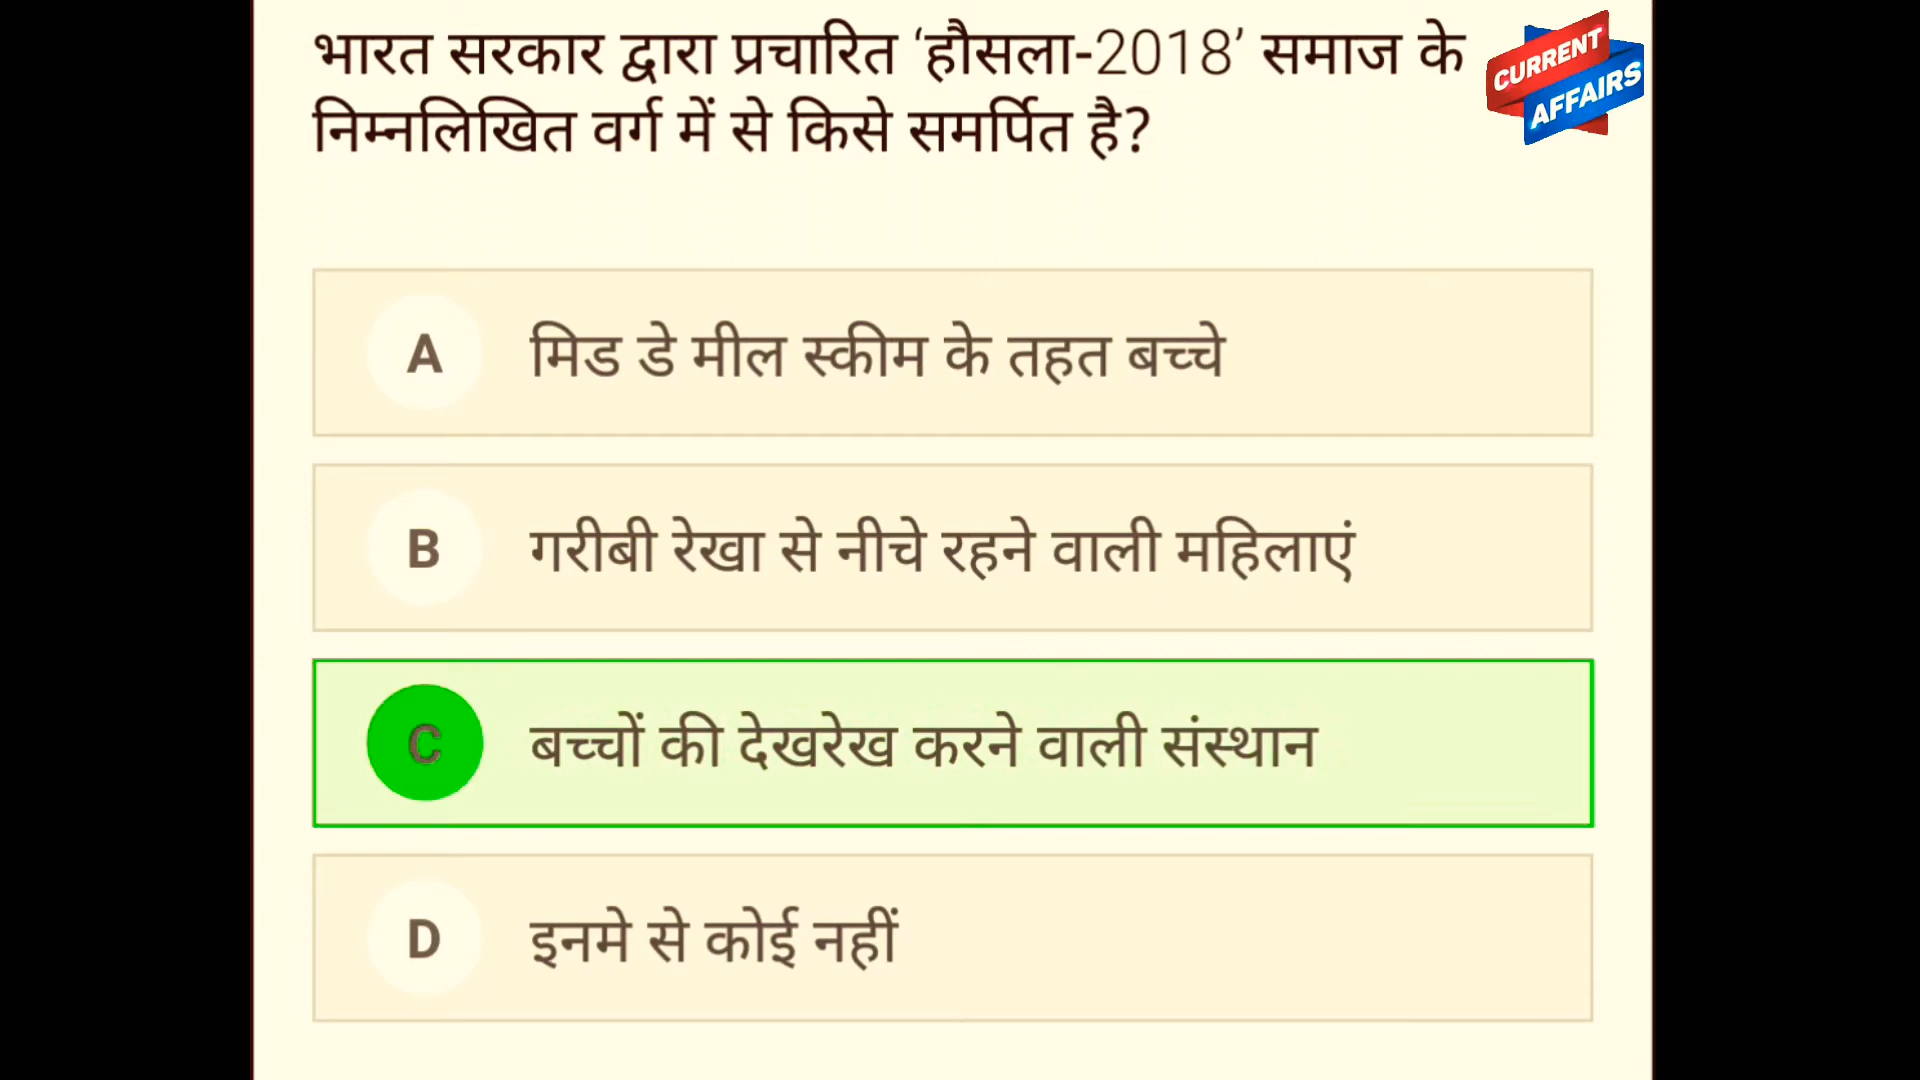 भारत सरकार द्वारा प्रचारित ‘हौसला-2018’ समाज के
निम्नलिखित वर्ग में से किसे समर्पित है?
CURRENT
AFFAIRS
A मिड डे मील स्कीम के तहत बच्चे
B गरीबी रेखा से नीचे रहने वाली महिलाएं
C बच्चों की देखरेख करने वाली संस्थान
D इनमे से कोई नहीं